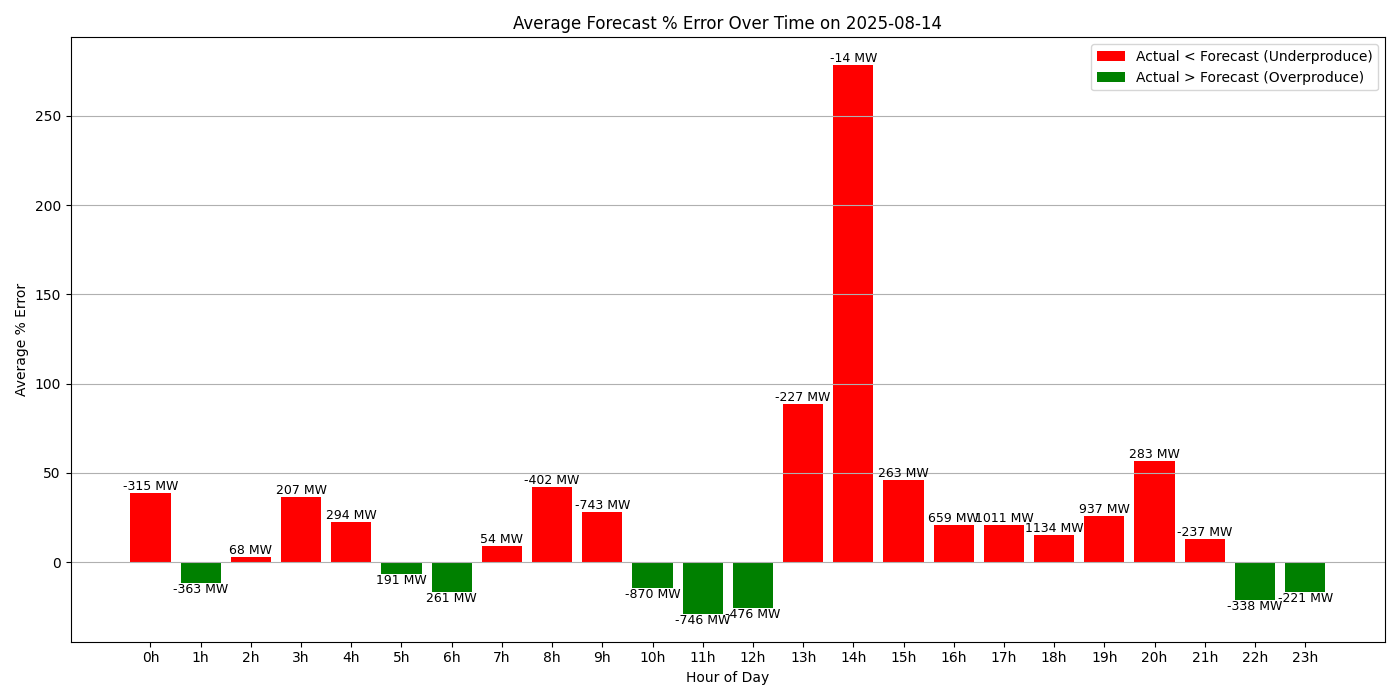 Average Forecast % Error Over Time on 2025-08-14
Actual < Forecast (Underproduce)
Actual > Forecast (Overproduce)
Average % Error
250
200
150
100
50
0
-315 MW
-363 MW
68 MW
207 MW
294 MW
191 MW
261 MW
54 MW
-402 MW
-743 MW
-870 MW
-746 MW
-476 MW
-227 MW
-14 MW
263 MW
659 MW
1011 MW
1134 MW
937 MW
283 MW
-237 MW
-338 MW
-221 MW
0h 1h 2h 3h 4h 5h 6h 7h 8h 9h 10h 11h 12h 13h 14h 15h 16h 17h 18h 19h 20h 21h 22h 23h
Hour of Day